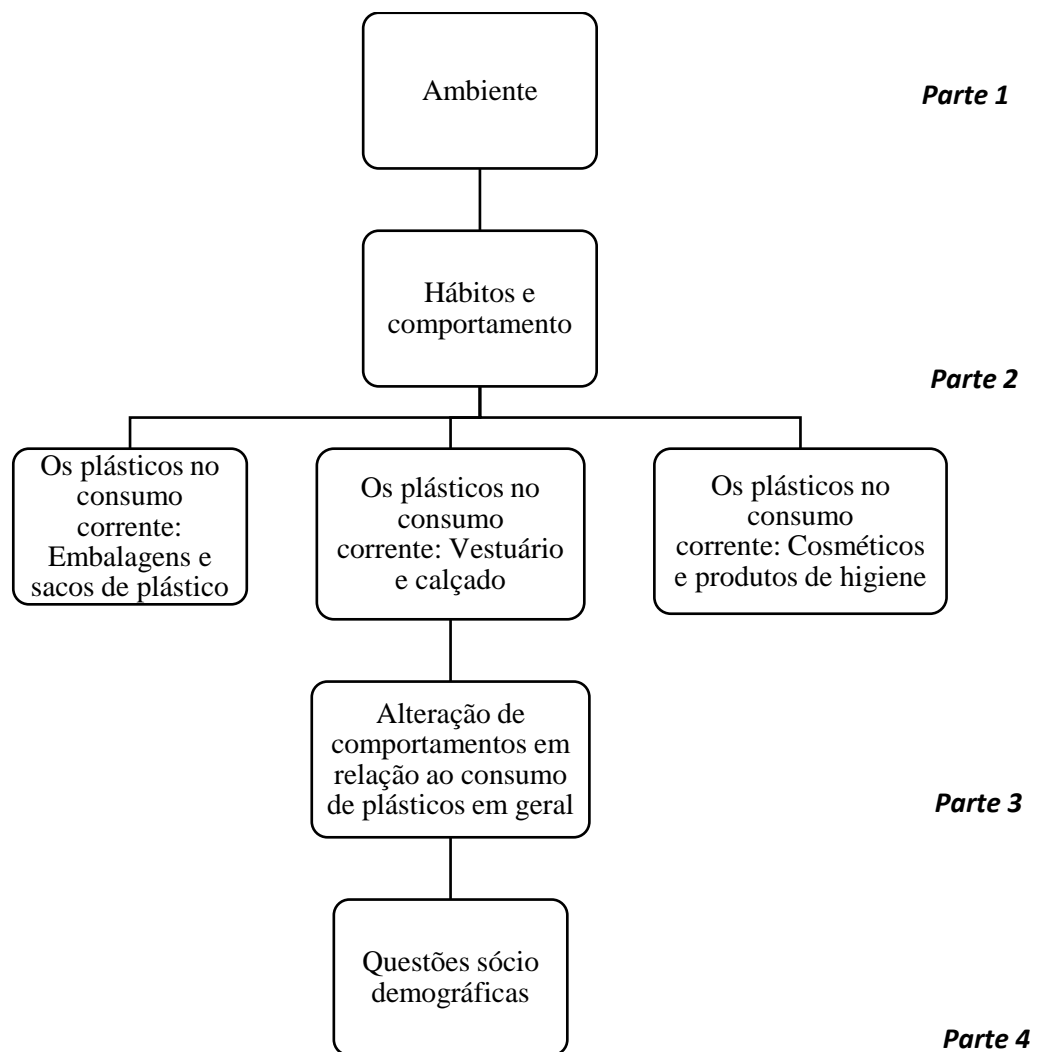 Ambiente
Parte 1
Hábitos e
comportamento
Parte 2
Os plásticos no
consumo
corrente:
Embalagens e
sacos de plástico
Os plásticos no
consumo
corrente: Vestuário
e calçado
Os plásticos no
consumo
corrente: Cosméticos
e produtos de higiene
Alteração de
comportamentos em
relação ao consumo
de plásticos em geral
Parte 3
Questões sócio
demográficas
Parte 4